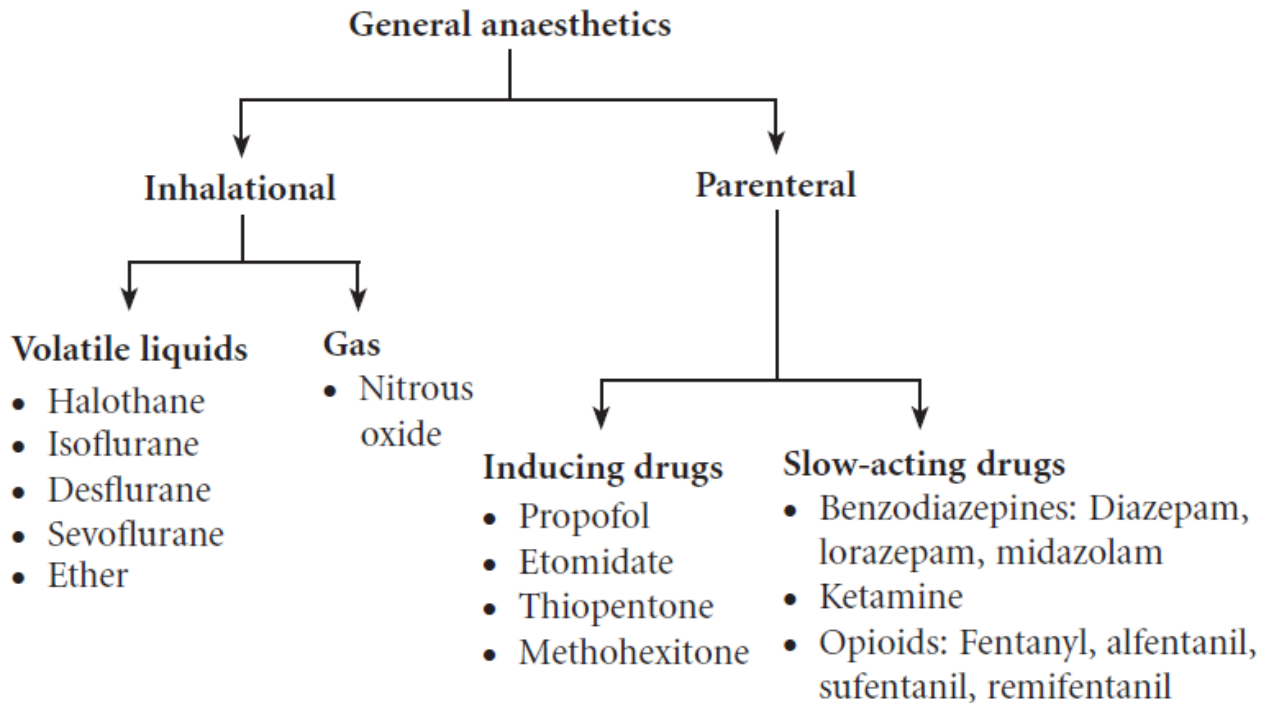 General anaesthetics
Inhalational
Parenteral
Volatile liquids
• Halothane
• Isoflurane
• Desflurane
• Sevoflurane
• Ether
Gas
• Nitrous
oxide
Inducing drugs
• Propofol
• Etomidate
• Thiopentone
• Methohexitone
Slow-acting drugs
• Benzodiazepines: Diazepam,
lorazepam, midazolam
• Ketamine
• Opioids: Fentanyl, alfentanil,
sufentanil, remifentanil